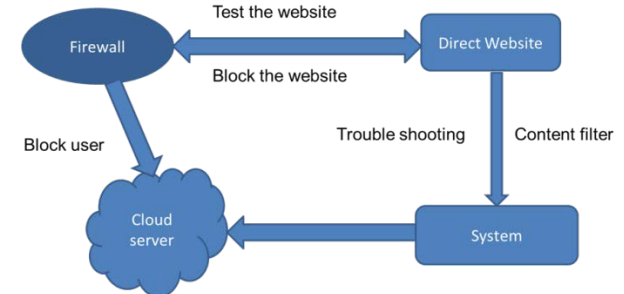 Test the website
Firewall
Direct Website
Block the website
Trouble shooting
Content filter
Block user
Cloud
server
System